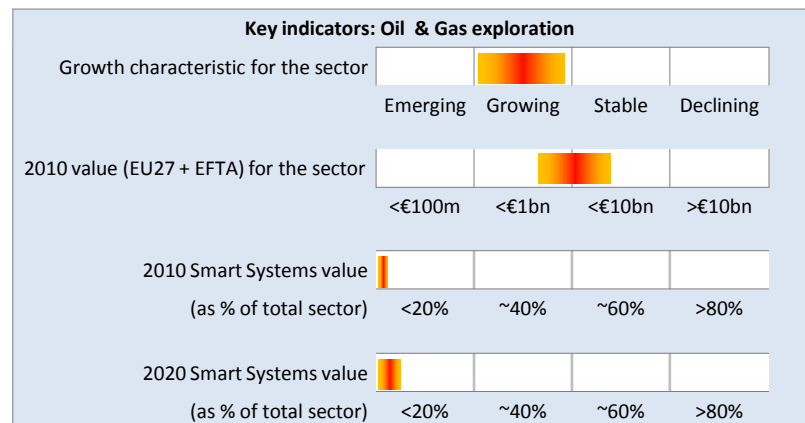 Key indicators: Oil & Gas exploration
Growth characteristic for the sector
Emerging Growing Stable Declining
2010 value (EU27 + EFTA) for the sector
<€100m <€1bn <€10bn >€10bn
2010 Smart Systems value
(as % of total sector) <20% ~40% ~60% >80%
2020 Smart Systems value
(as % of total sector) <20% ~40% ~60% >80%